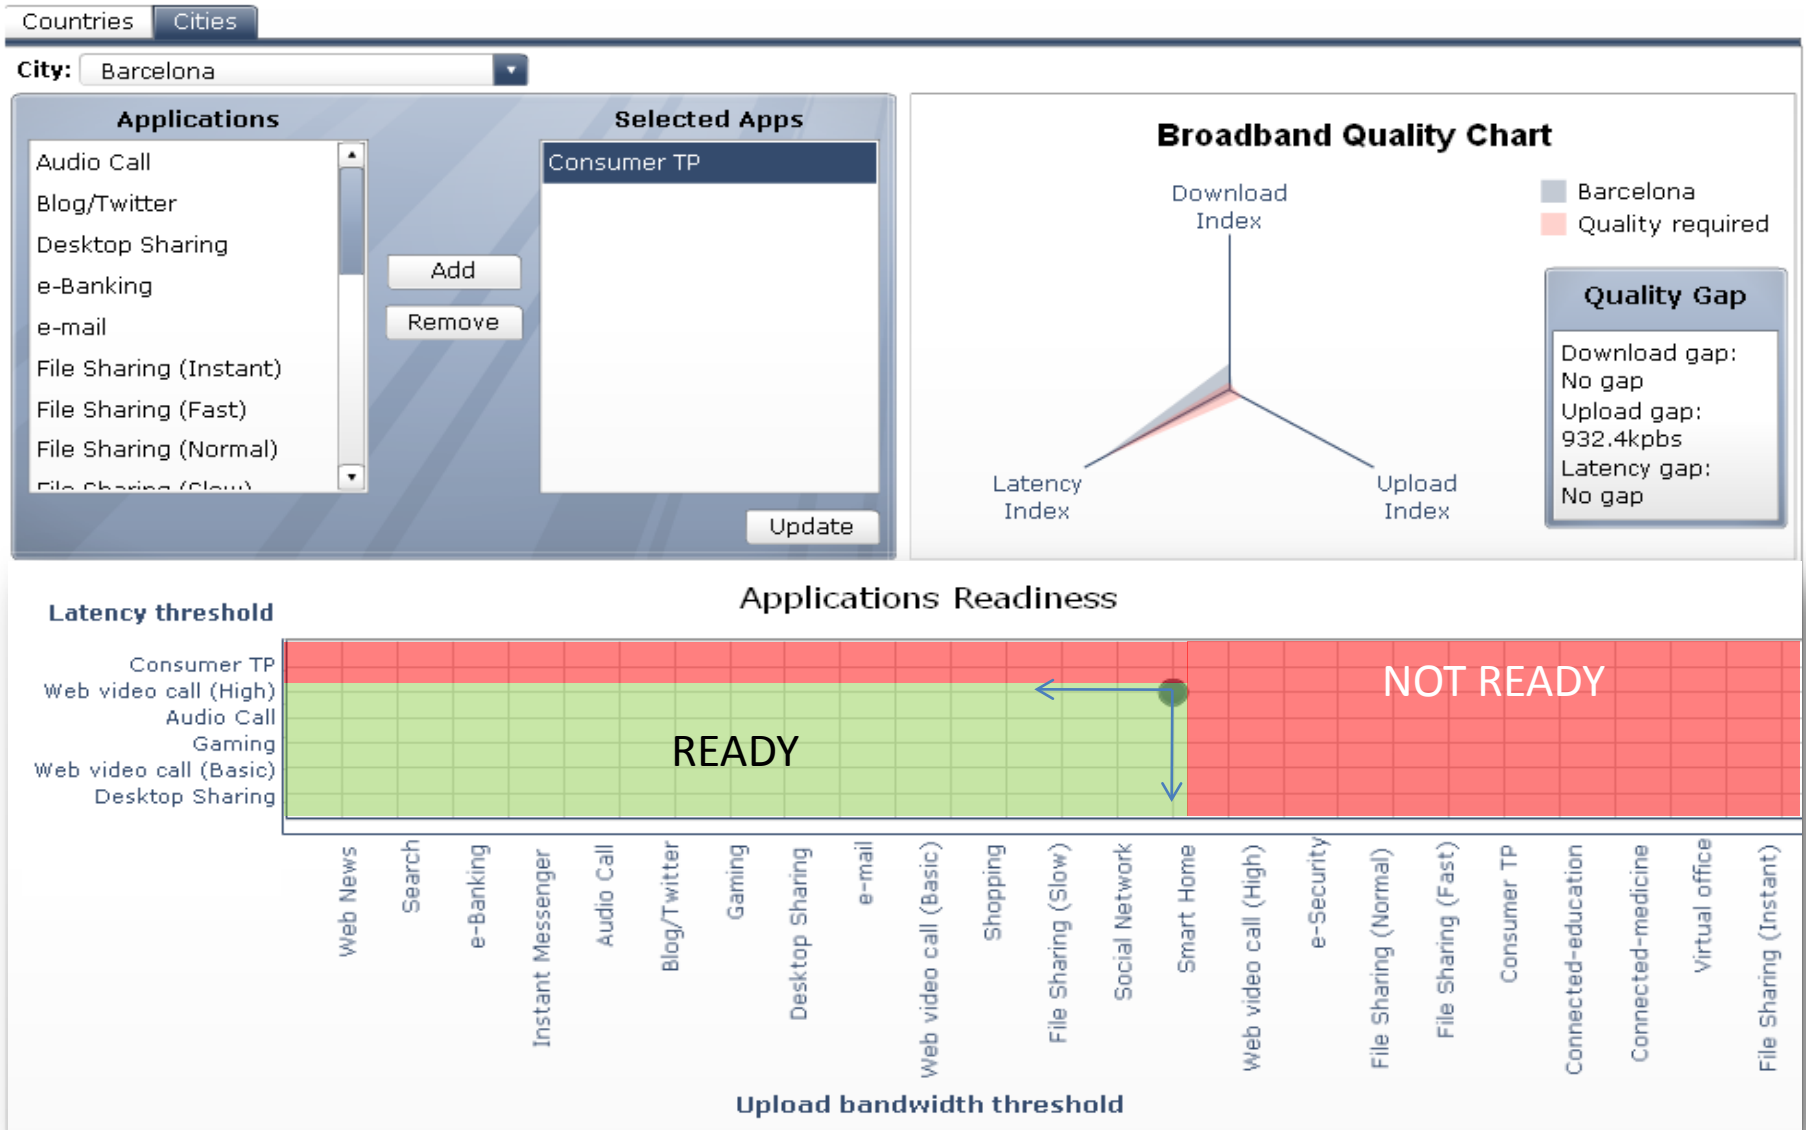 Countries
Cities
City:
Barcelona
Applications
Audio Call
Blog/Twitter
Desktop Sharing
e-Banking
e-mail
File Sharing (Instant)
File Sharing (Fast)
File Sharing (Normal)
File Sharing (Slow)
Add
Remove
Selected Apps
Consumer TP
Update
Broadband Quality Chart
Download
Index
Latency
Index
Upload
Index
Barcelona
Quality required
Quality Gap
Download gap:
No gap
Upload gap:
932.4kpbs
Latency gap:
No gap
Applications Readiness
Latency threshold
Consumer TP
Web video call (High)
Audio Call
Gaming
Web video call (Basic)
Desktop Sharing
READY
NOT READY
Web News
Search
e-Banking
Instant Messenger
Audio Call
Blog/Twitter
Gaming
Desktop Sharing
e-mail
Web video call (Basic)
Shopping
File Sharing (Slow)
Social Network
Smart Home
Web video call (High)
e-Security
File Sharing (Normal)
File Sharing (Fast)
Consumer TP
Connected-education
Connected-medicine
Virtual office
File Sharing (Instant)
Upload bandwidth threshold